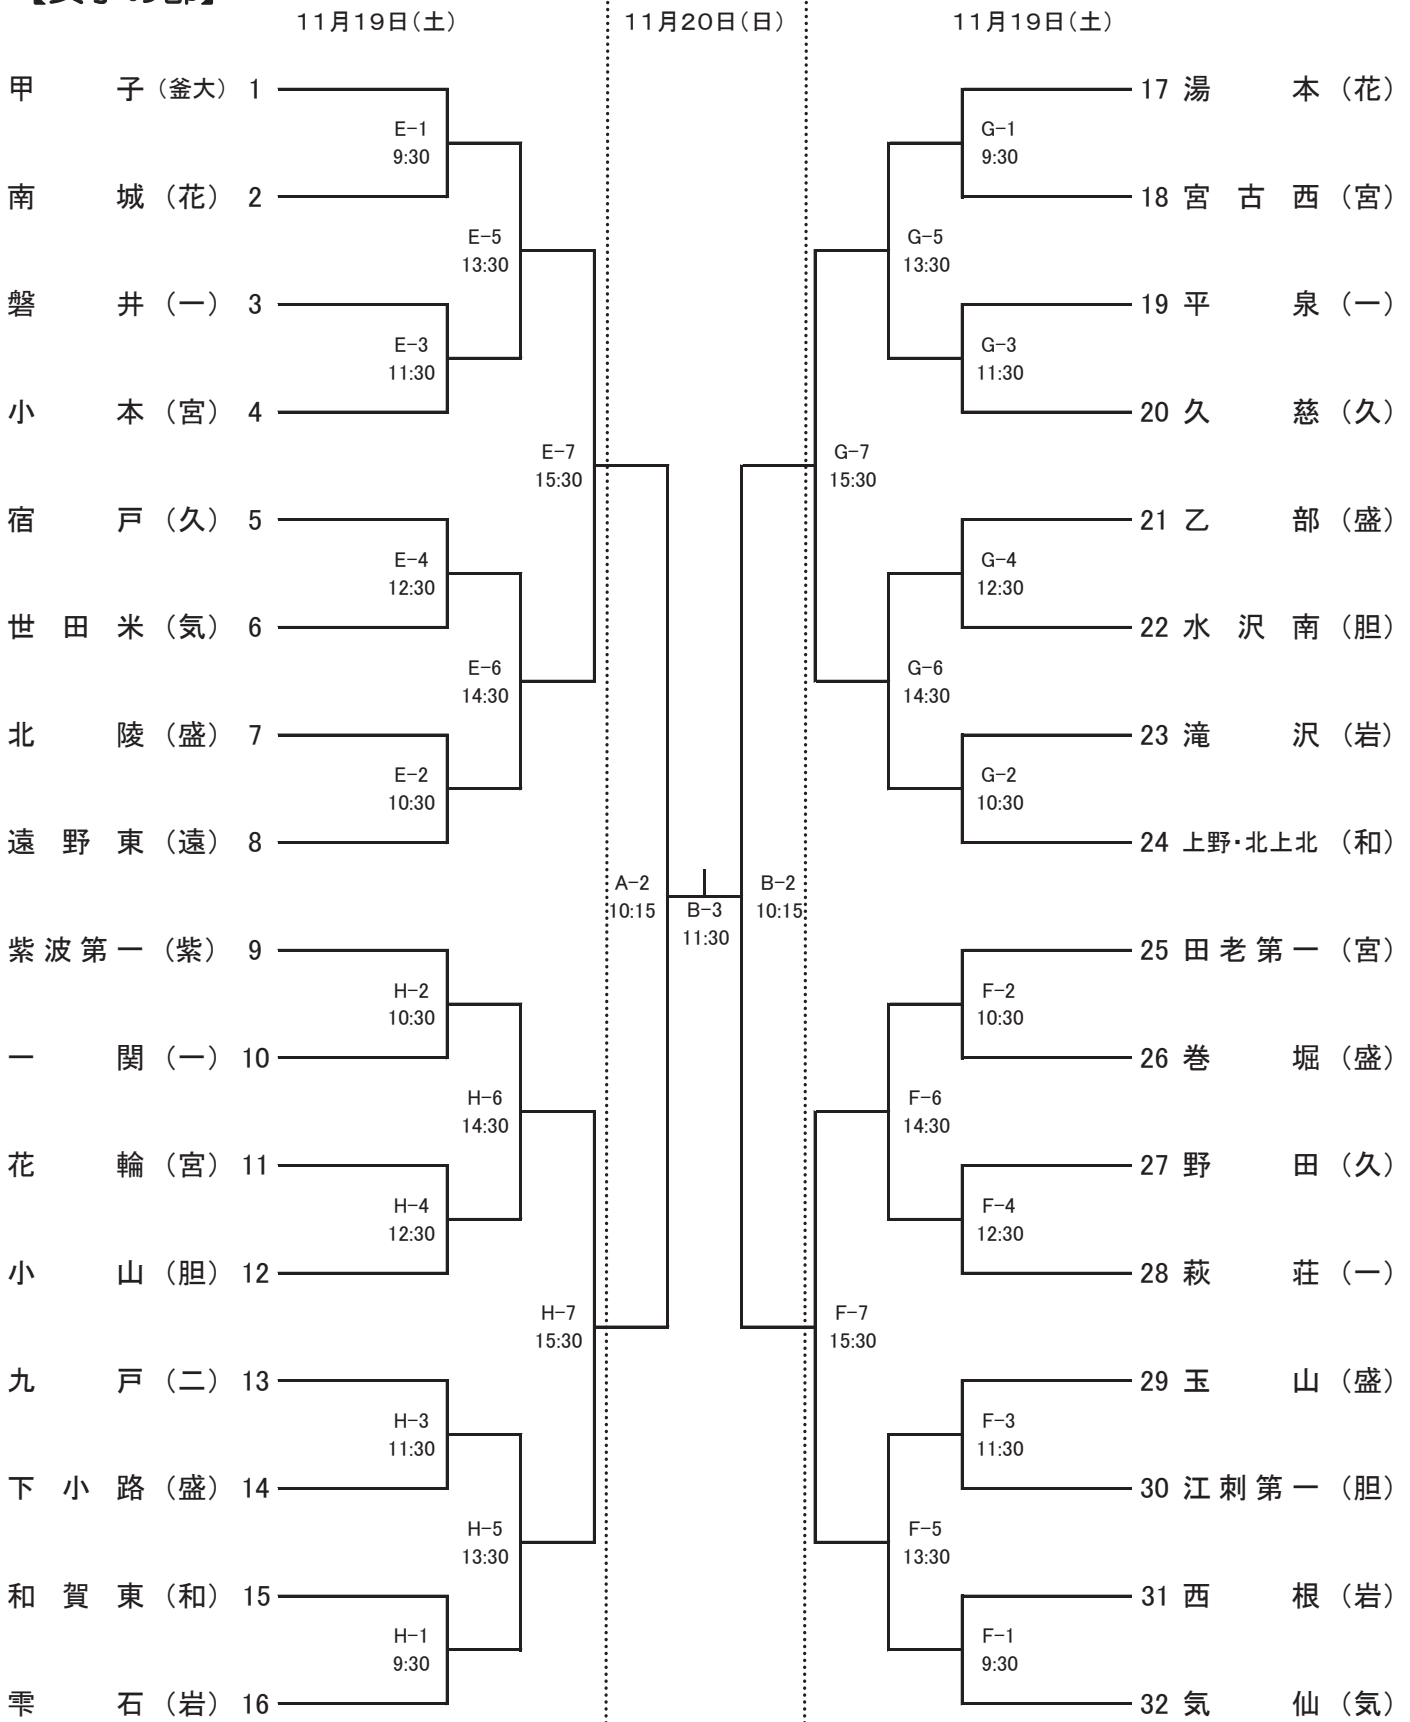 11月19日(土) 11月20日(日) 11月19日(土)
甲子(釜大) 1
E-1
9:30
南城(花) 2
E-5
13:30
磐井(一) 3
E-3
11:30
小本(宮) 4
E-7
15:30
宿戸(久) 5
E-4
12:30
世田米(気) 6
E-6
14:30
北陵(盛) 7
E-2
10:30
遠野東(遠) 8
A-2
10:15
B-3
11:30
B-2
10:15
紫波第一(紫) 9
H-2
10:30
一関(一) 10
H-6
14:30
花輪(宮) 11
H-4
12:30
小山(胆) 12
H-7
15:30
九戸(二) 13
H-3
11:30
下小路(盛) 14
H-5
13:30
和賀東(和) 15
H-1
9:30
雫石(岩) 16
17 湯本(花)
G-1
9:30
18 宮古西(宮)
G-5
13:30
19 平泉(一)
G-3
11:30
20 久慈(久)
G-7
15:30
21 乙部(盛)
G-4
12:30
22 水沢南(胆)
G-6
14:30
23 滝沢(岩)
G-2
10:30
24 上野・北上北(和)
25 田老第一(宮)
F-2
10:30
26 巻堀(盛)
F-6
14:30
27 野田(久)
F-4
12:30
28 萩荘(一)
F-7
15:30
29 玉山(盛)
F-3
11:30
30 江刺第一(胆)
F-5
13:30
31 西根(岩)
F-1
9:30
32 気仙(気)